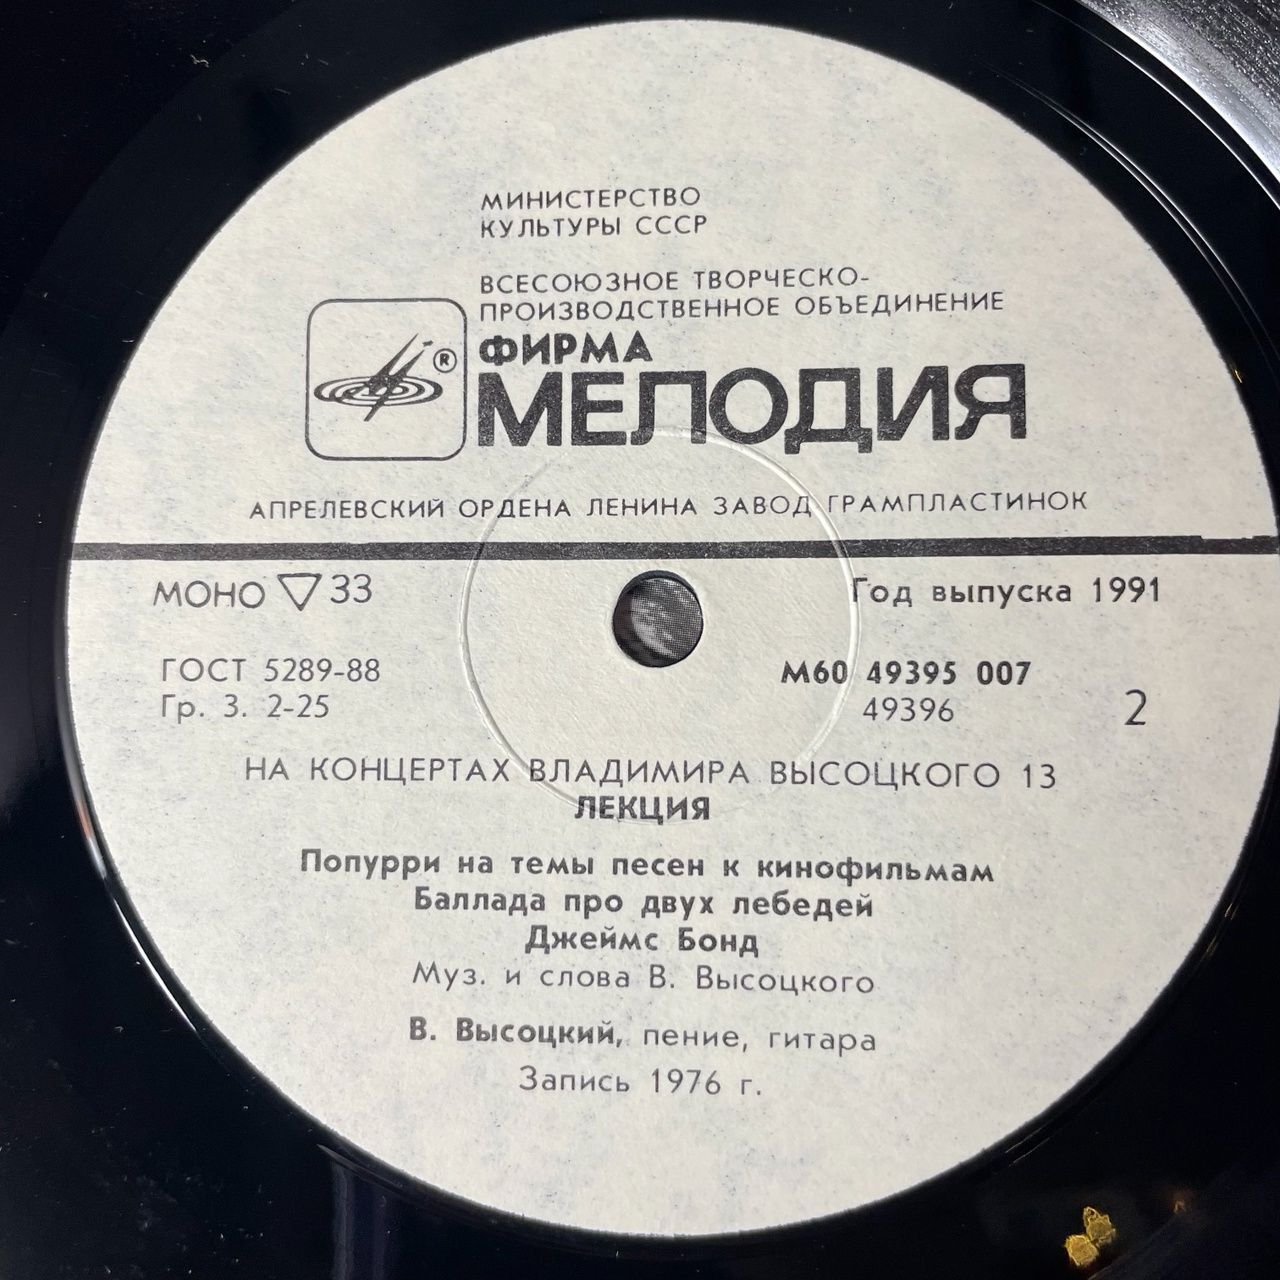 МИНИСТЕРСТВО
КУЛЬТУРЫ СССР
ВСЕСОЮЗНОЕ ТВОРЧЕСКО-
ПРОИЗВОДСТВЕННОЕ ОБЪЕДИНЕНИЕ
ФИРМА
®
МЕЛОДИЯ
АПРЕЛЕВСКИЙ ОРДЕНА ЛЕНИНА ЗАВОД ГРАМПЛАСТИНОК
МОНО ▽ 33
Год выпуска 1991
ГОСТ 5289-88
М60 49395 007
Гр. 3. 2-25
49396
2
НА КОНЦЕРТАХ ВЛАДИМИРА ВЫСОЦКОГО 13
ЛЕКЦИЯ
Попурри на темы песен к кинофильмам
Баллада про двух лебедей
Джеймс Бонд
Муз. и слова В. Высоцкого
В. Высоцкий, пение, гитара
Запись 1976 г.